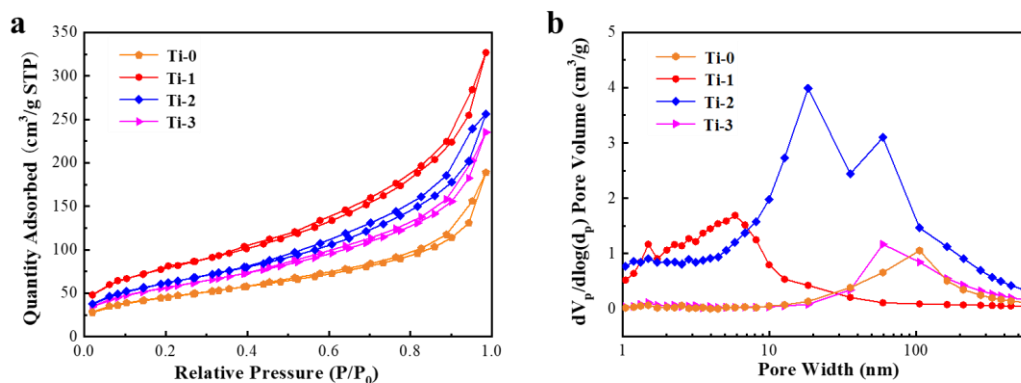 a
Quantity Adsorbed (cm³/g STP)
350
300
250
200
150
100
50
0
Ti-0
Ti-1
Ti-2
Ti-3
0.0 0.2 0.4 0.6 0.8 1.0
Relative Pressure (P/P₀)
b
dVₚ/dlog(dₚ) Pore Volume (cm³/g)
5
4
3
2
1
0
Ti-0
Ti-1
Ti-2
Ti-3
1 10 100
Pore Width (nm)